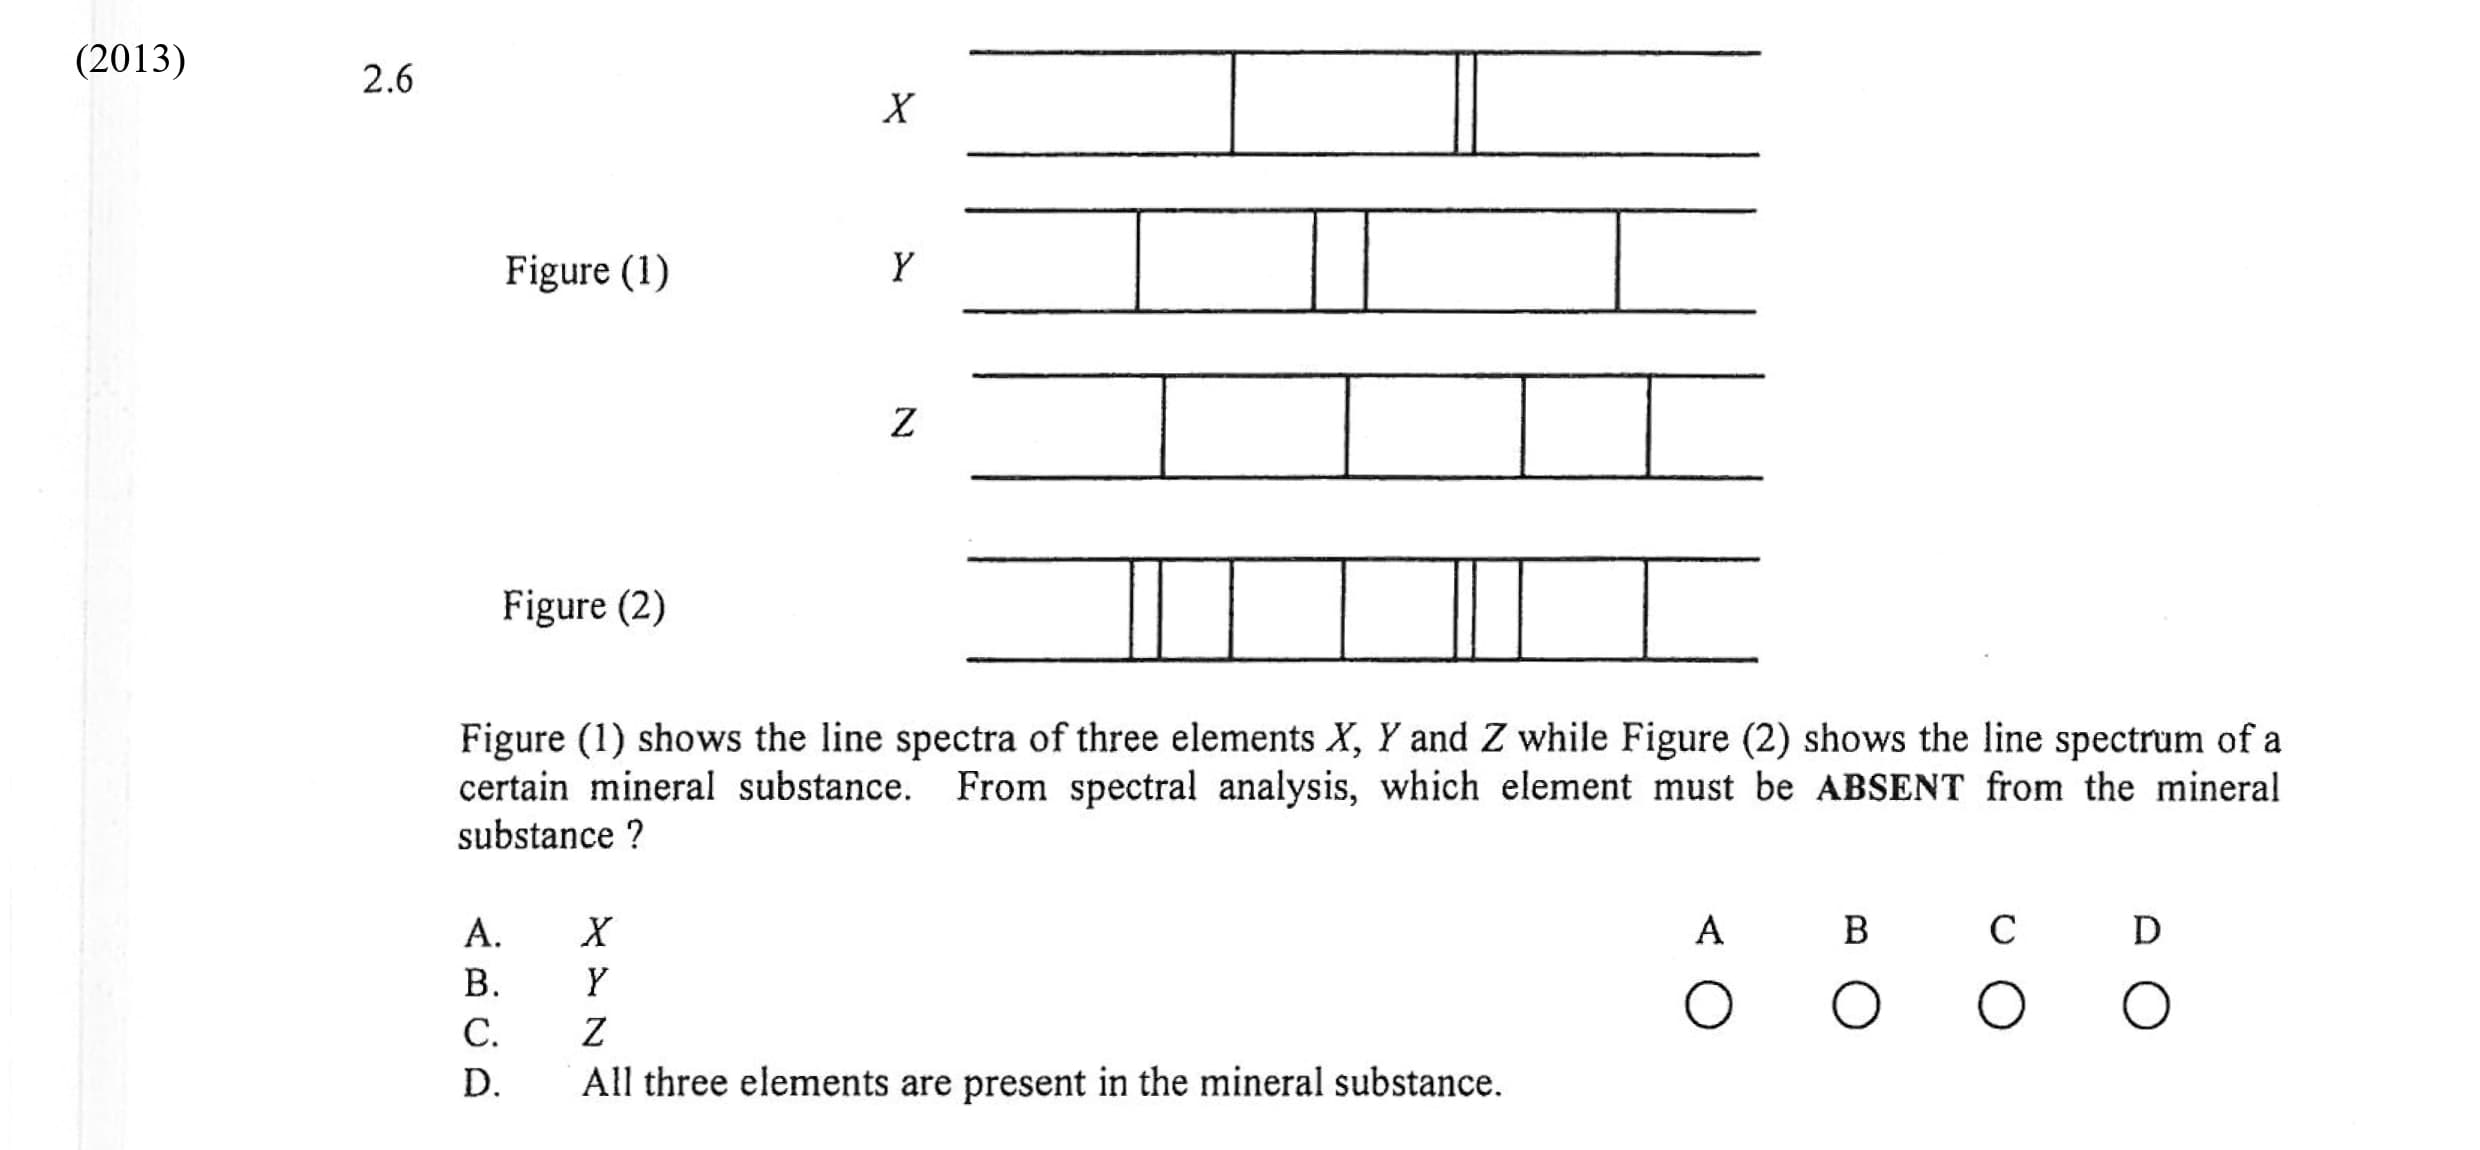 (2013)
2.6
X
Figure (1)
Y
Z
Figure (2)
Figure (1) shows the line spectra of three elements X, Y and Z while Figure (2) shows the line spectrum of a
certain mineral substance. From spectral analysis, which element must be ABSENT from the mineral
substance ?
A. X
B. Y
C. Z
D. All three elements are present in the mineral substance.
A B C D